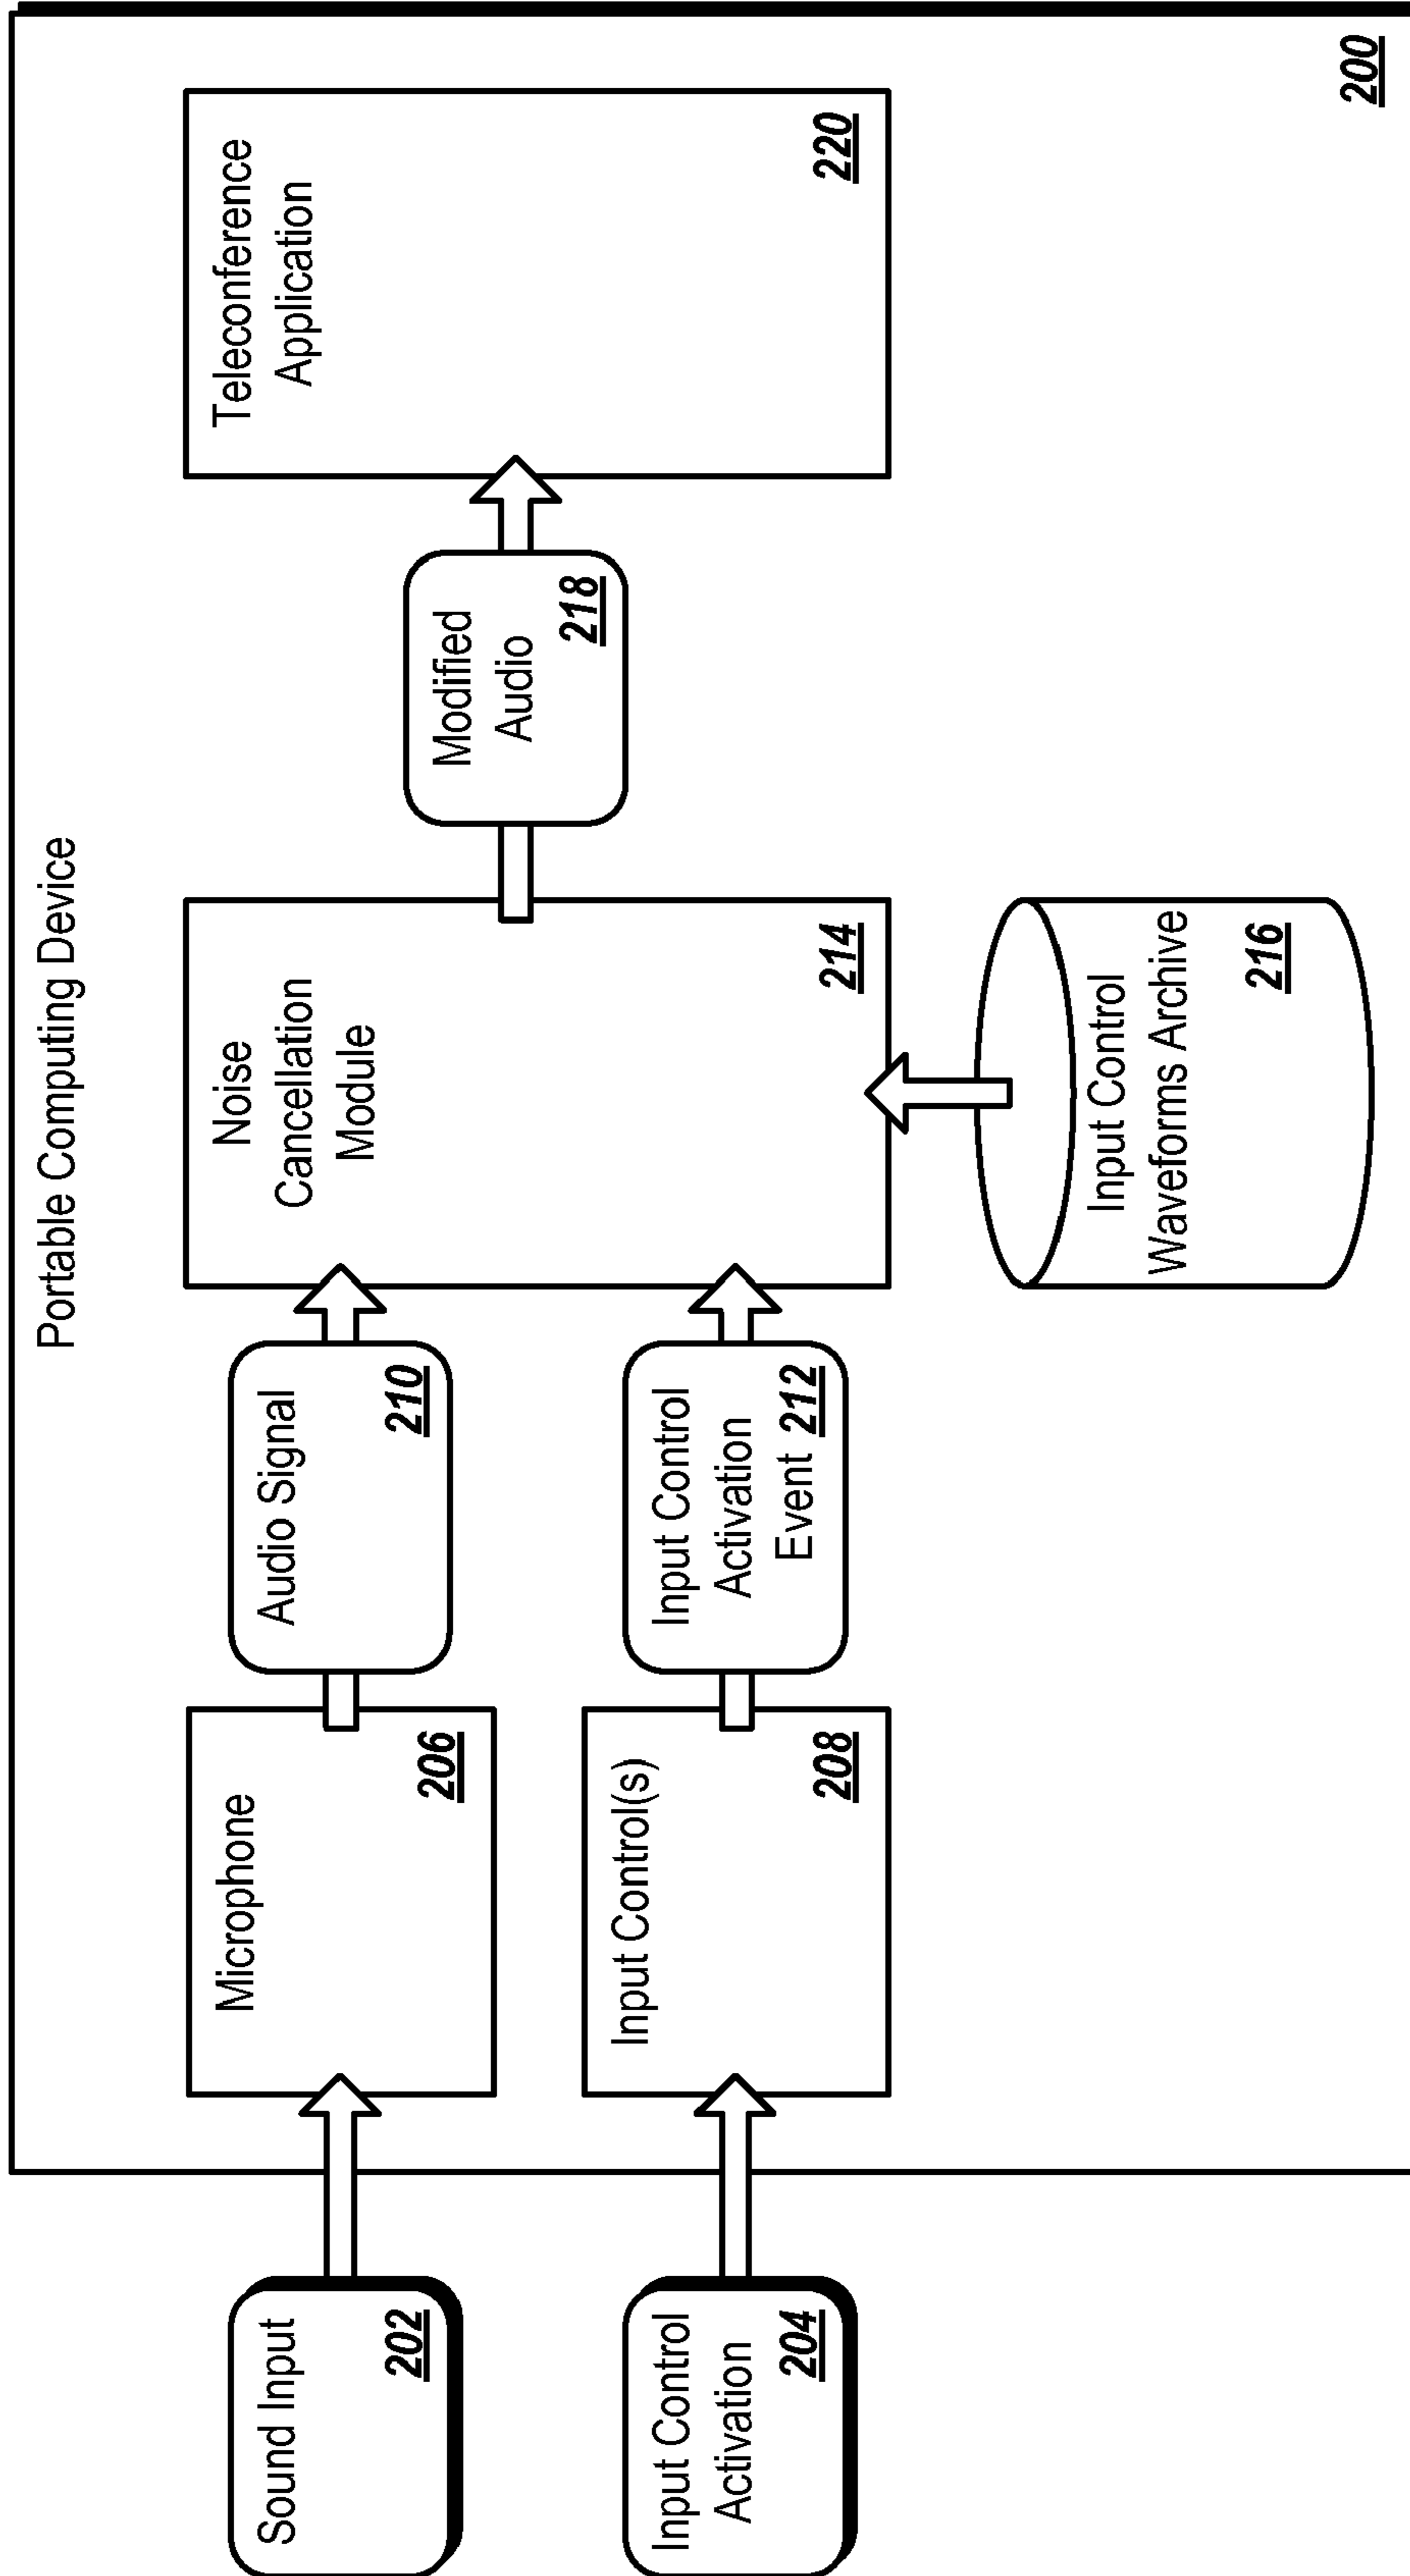 Portable Computing Device
Sound Input
202
Input Control
Activation
204
Microphone
206
Input Control(s)
208
Audio Signal
210
Input Control
Activation
Event 212
Noise
Cancellation
Module
214
Input Control
Waveforms Archive
216
Modified
Audio
218
Teleconference
Application
220
200